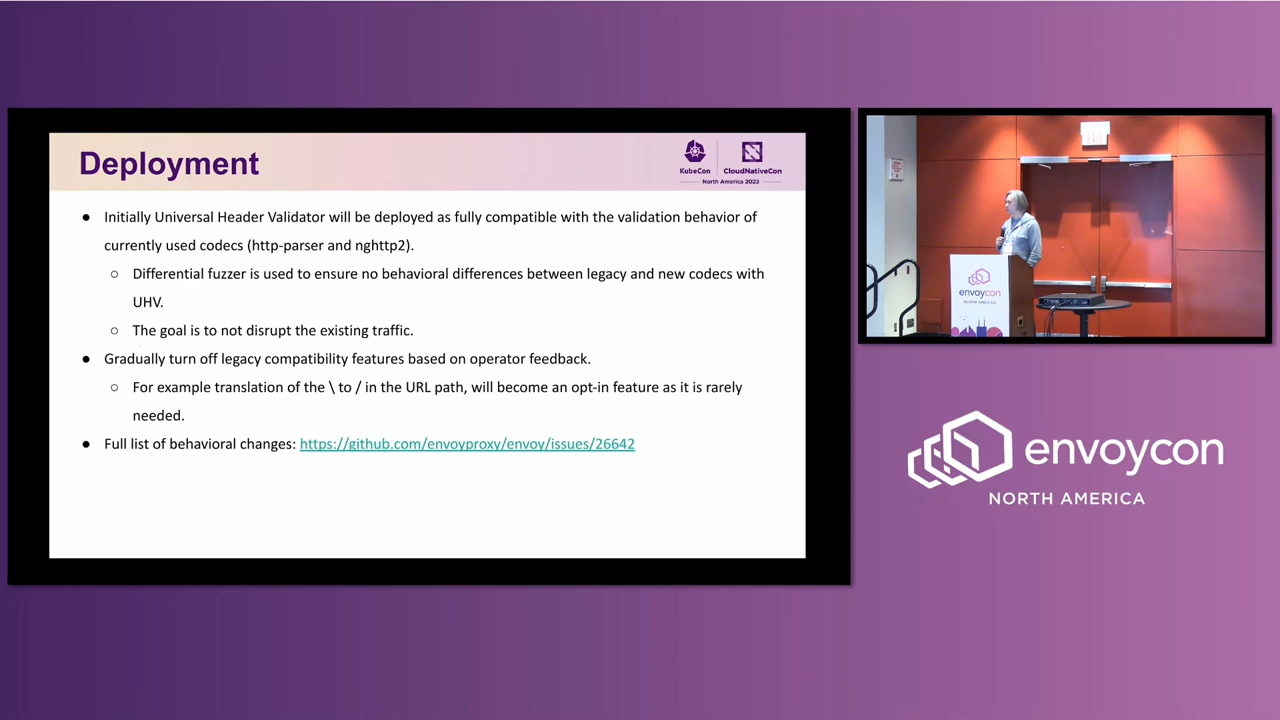 Deployment
KubeCon
CloudNativeCon
North America 2023
● Initially Universal Header Validator will be deployed as fully compatible with the validation behavior of
currently used codecs (http-parser and nghttp2).
○ Differential fuzzer is used to ensure no behavioral differences between legacy and new codecs with
UHV.
○ The goal is to not disrupt the existing traffic.
● Gradually turn off legacy compatibility features based on operator feedback.
○ For example translation of the \ to / in the URL path, will become an opt-in feature as it is rarely
needed.
● Full list of behavioral changes: https://github.com/envoyproxy/envoy/issues/26642
EXIT
envoycon
NORTH AMERICA
envoycon
NORTH AMERICA